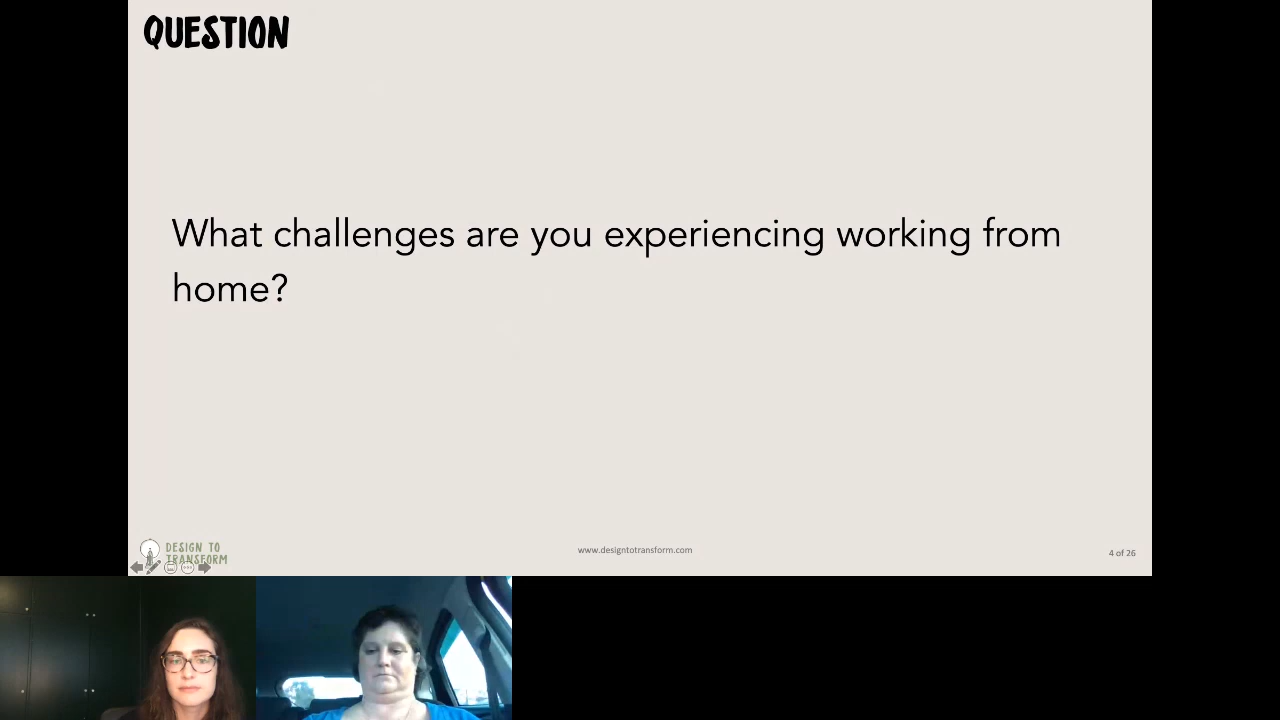 QUESTION
What challenges are you experiencing working from
home?
DESIGN TO
TRANSFORM
www.designtotransform.com
4 of 26